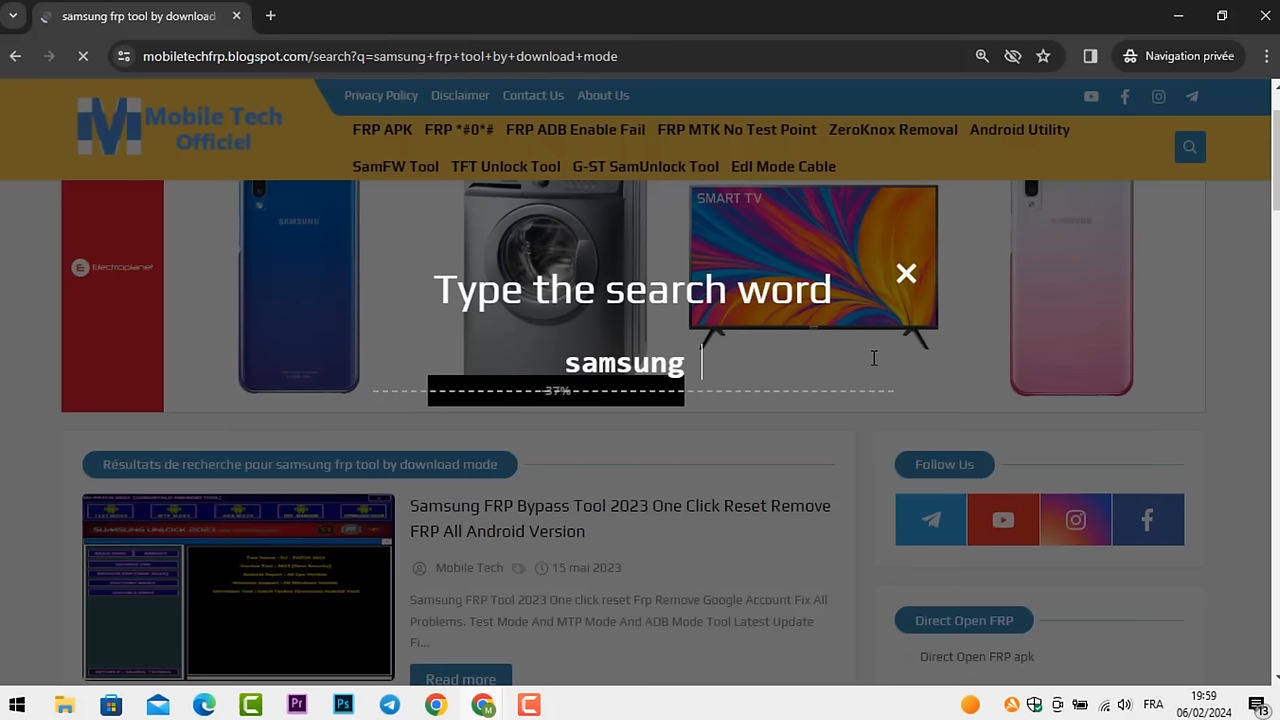 samsung frp tool by download
mobiletechfrp.blogspot.com/search?q=samsung+frp+tool+by+download+mode
Navigation privée
Privacy Policy Disclaimer Contact Us About Us
Mobile Tech
Officiel
FRP APK FRP *#0*# FRP ADB Enable Fail FRP MTK No Test Point ZeroKnox Removal Android Utility
SamFW Tool TFT Unlock Tool G-ST SamUnlock Tool Edl Mode Cable
SAMSUNG
SMART TV
SAMSUNG
Electroplanet
Type the search word
samsung
-37%
Résultats de recherche pour samsung frp tool by download mode
Follow Us
Samsung FRP Bypass Tool 2023 One Click Reset Remove
FRP All Android Version
Mobile Tech 15 mai 2023
Samsung FRP Tool 2023 One click reset Frp Remove Google Account Fix All
Problems. Test Mode And MTP Mode And ADB Mode Tool Latest Update
Fi...
Read more
SAMSUNG UNLOCK 2023
Direct Open FRP
Direct Open FRP apk
FRA
19:59
06/02/2024
13